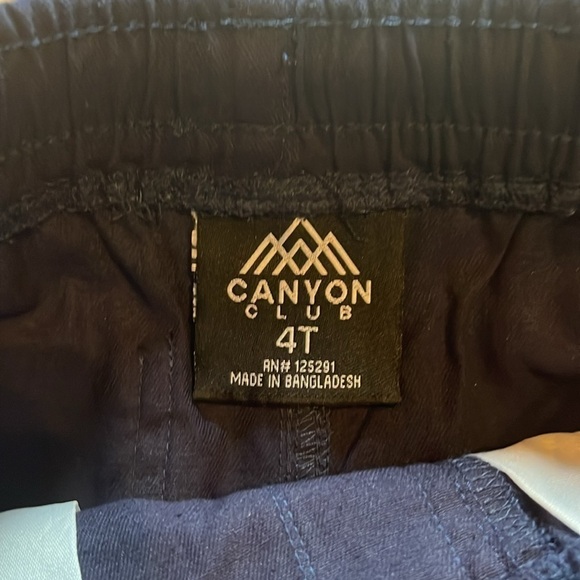 CANYON
CLUB
4T
RN# 125291
MADE IN BANGLADESH